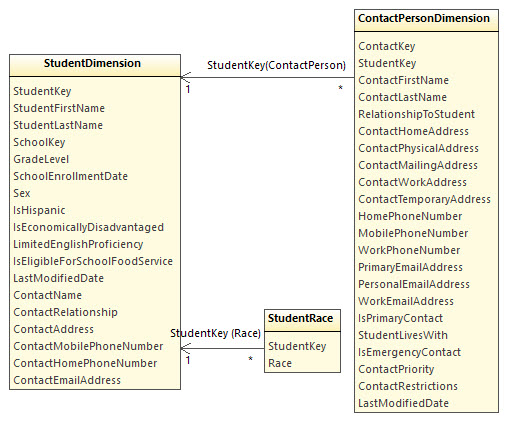 StudentDimension
StudentKey
StudentFirstName
StudentLastName
SchoolKey
GradeLevel
SchoolEnrollmentDate
Sex
IsHispanic
IsEconomicallyDisadvantaged
LimitedEnglishProficiency
IsEligibleForSchoolFoodService
LastModifiedDate
ContactName
ContactRelationship
ContactAddress
ContactMobilePhoneNumber
ContactHomePhoneNumber
ContactEmailAddress
StudentKey(ContactPerson)
1
*
StudentKey (Race)
1
*
StudentRace
StudentKey
Race
ContactPersonDimension
ContactKey
StudentKey
ContactFirstName
ContactLastName
RelationshipToStudent
ContactHomeAddress
ContactPhysicalAddress
ContactMailingAddress
ContactWorkAddress
ContactTemporaryAddress
HomePhoneNumber
MobilePhoneNumber
WorkPhoneNumber
PrimaryEmailAddress
PersonalEmailAddress
WorkEmailAddress
IsPrimaryContact
StudentLivesWith
IsEmergencyContact
ContactPriority
ContactRestrictions
LastModifiedDate